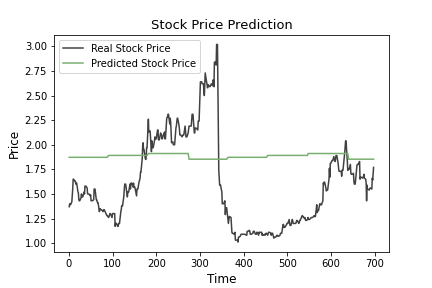 Stock Price Prediction
Real Stock Price
Predicted Stock Price
3.00
2.75
2.50
2.25
2.00
1.75
1.50
1.25
1.00
Price
0 100 200 300 400 500 600 700
Time